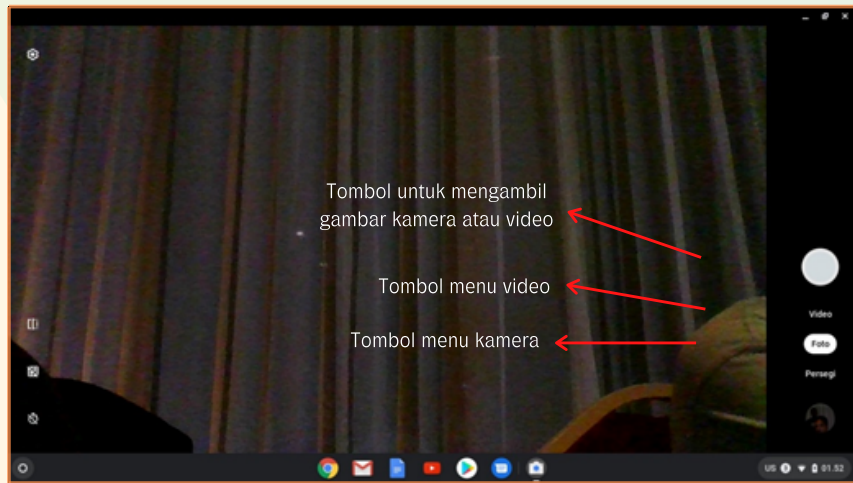 Tombol untuk mengambil
gambar kamera atau video
Tombol menu video
Tombol menu kamera
Video
Foto
Persegi
US 01.52